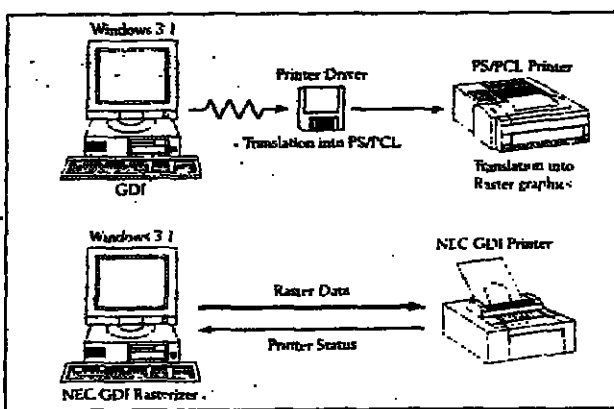 Windows 3.1
Printer Driver
PS/PCL Printer
Translation into PS/PCL
GDI
Translation into
Raster graphics
Windows 3.1
NEC GDI Printer
Raster Data
Printer Status
NEC GDI Rasterizer